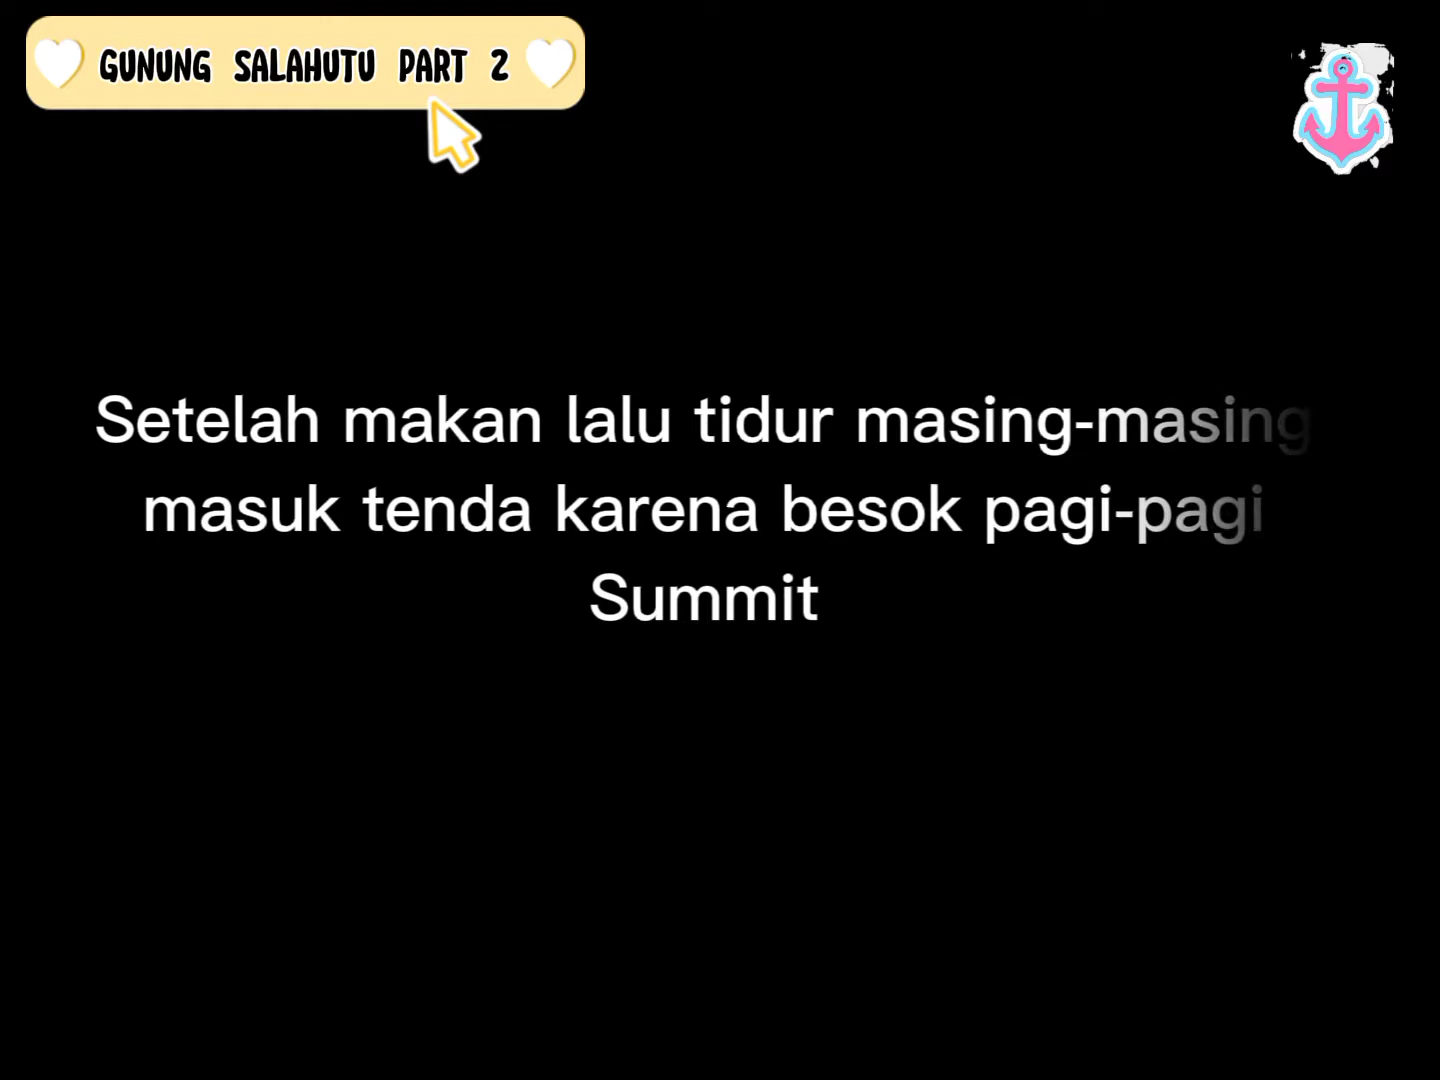 GUNUNG SALAHUTU PART 2
Setelah makan lalu tidur masing-masing
masuk tenda karena besok pagi-pagi
Summit